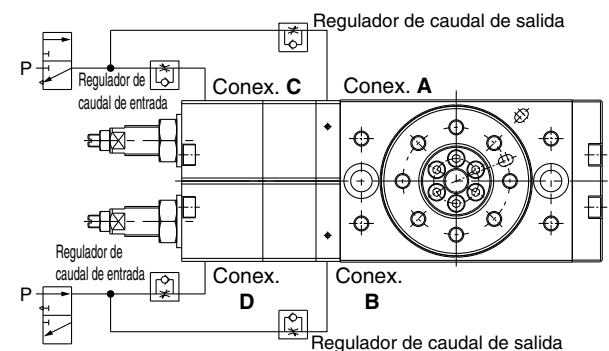 Regulador de caudal de salida
P
Regulador de
caudal de entrada
Conex. C
Conex. A
Regulador de
caudal de entrada
P
Conex.
D
Conex.
B
Regulador de caudal de salida